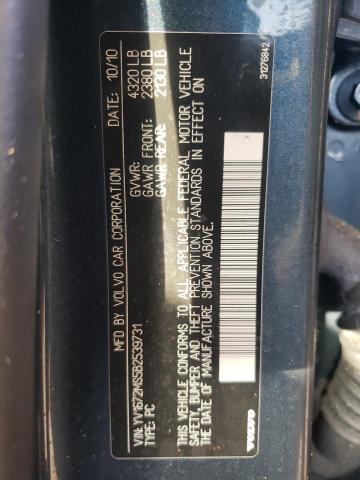 MFD BY VOLVO CAR CORPORATION DATE: 10/10
GVWR: 4320 LB
GAWR FRONT: 2380 LB
GAWR REAR: 2130 LB
VIN: YV1672MS5B2539731
TYPE: PC
THIS VEHICLE CONFORMS TO ALL APPLICABLE FEDERAL MOTOR VEHICLE
SAFETY, BUMPER AND THEFT PREVENTION STANDARDS IN EFFECT ON
THE DATE OF MANUFACTURE SHOWN ABOVE.
VOLVO
31276842